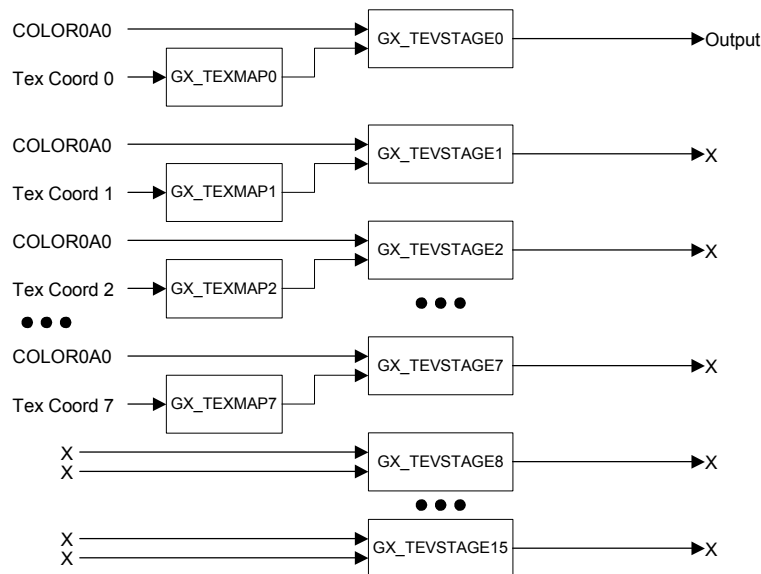 COLOR0A0
GX_TEVSTAGE0
Output
Tex Coord 0
GX_TEXMAP0
COLOR0A0
GX_TEVSTAGE1
X
Tex Coord 1
GX_TEXMAP1
COLOR0A0
GX_TEVSTAGE2
X
Tex Coord 2
GX_TEXMAP2
COLOR0A0
GX_TEVSTAGE7
X
Tex Coord 7
GX_TEXMAP7
X
X
GX_TEVSTAGE8
X
X
X
GX_TEVSTAGE15
X